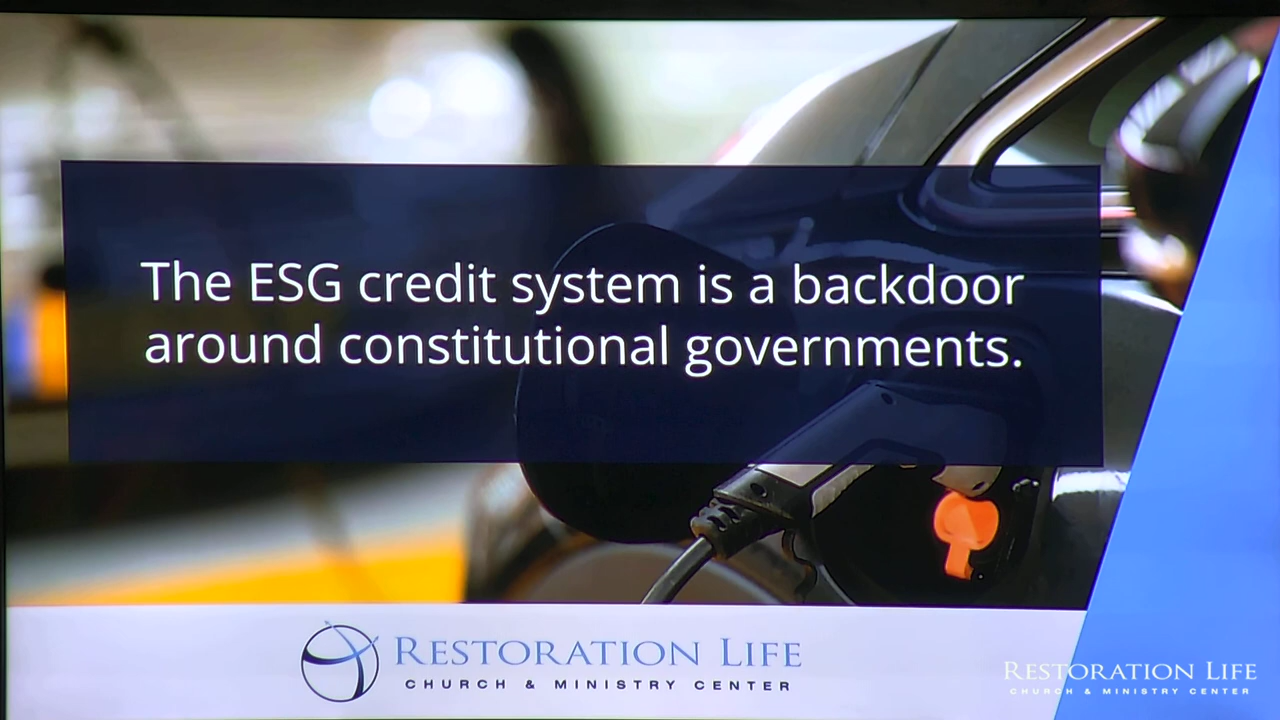 The ESG credit system is a backdoor
around constitutional governments.
RESTORATION LIFE
CHURCH & MINISTRY CENTER
RESTORATION LIFE
CHURCH & MINISTRY CENTER